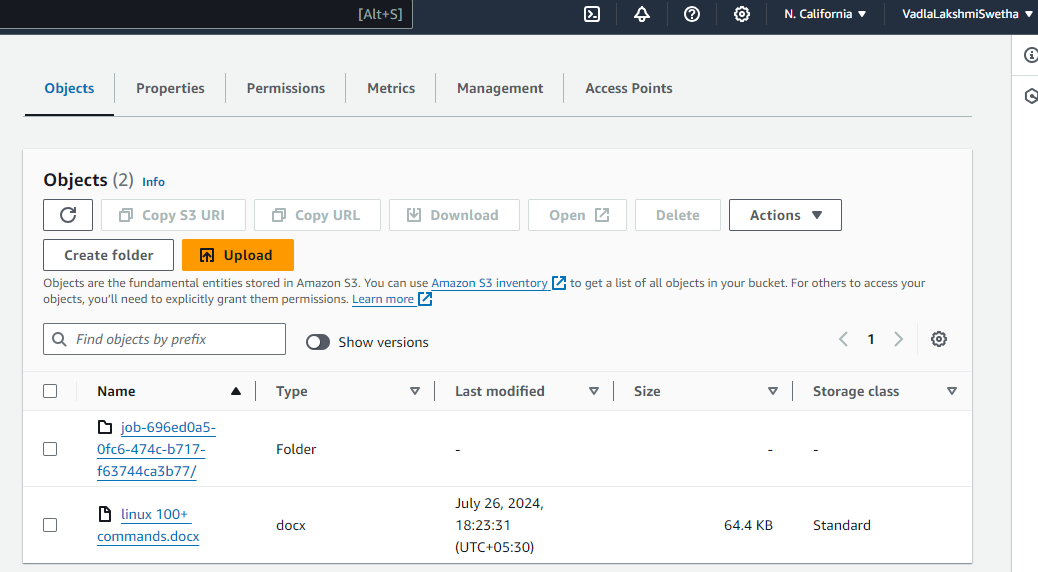 [Alt+S]
N. California
VadlaLakshmiSwetha
Objects
Properties
Permissions
Metrics
Management
Access Points
Objects (2) Info
Copy S3 URI
Copy URL
Download
Open
Delete
Actions
Create folder
Upload
Objects are the fundamental entities stored in Amazon S3. You can use Amazon S3 inventory to get a list of all objects in your bucket. For others to access your
objects, you'll need to explicitly grant them permissions. Learn more
Find objects by prefix
Show versions
1
Name
Type
Last modified
Size
Storage class
job-696ed0a5-
0fc6-474c-b717-
f63744ca3b77/
Folder
-
-
-
linux 100+
commands.docx
docx
July 26, 2024,
18:23:31
(UTC+05:30)
64.4 KB
Standard